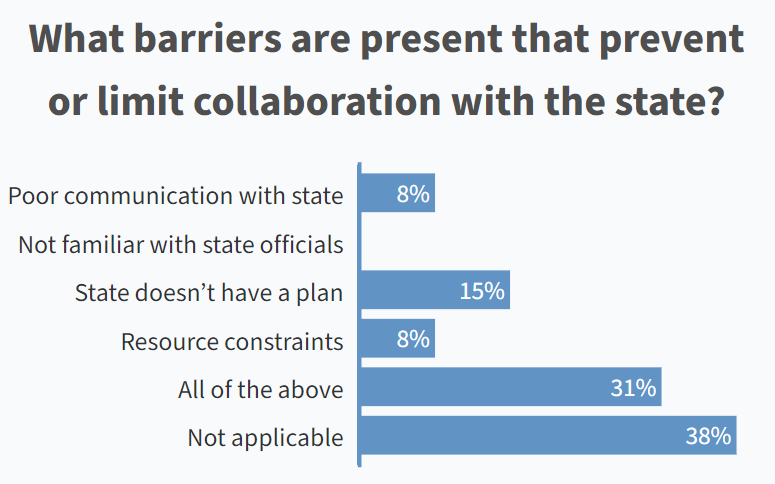 What barriers are present that prevent
or limit collaboration with the state?
Poor communication with state 8%
Not familiar with state officials
State doesn’t have a plan 15%
Resource constraints 8%
All of the above 31%
Not applicable 38%